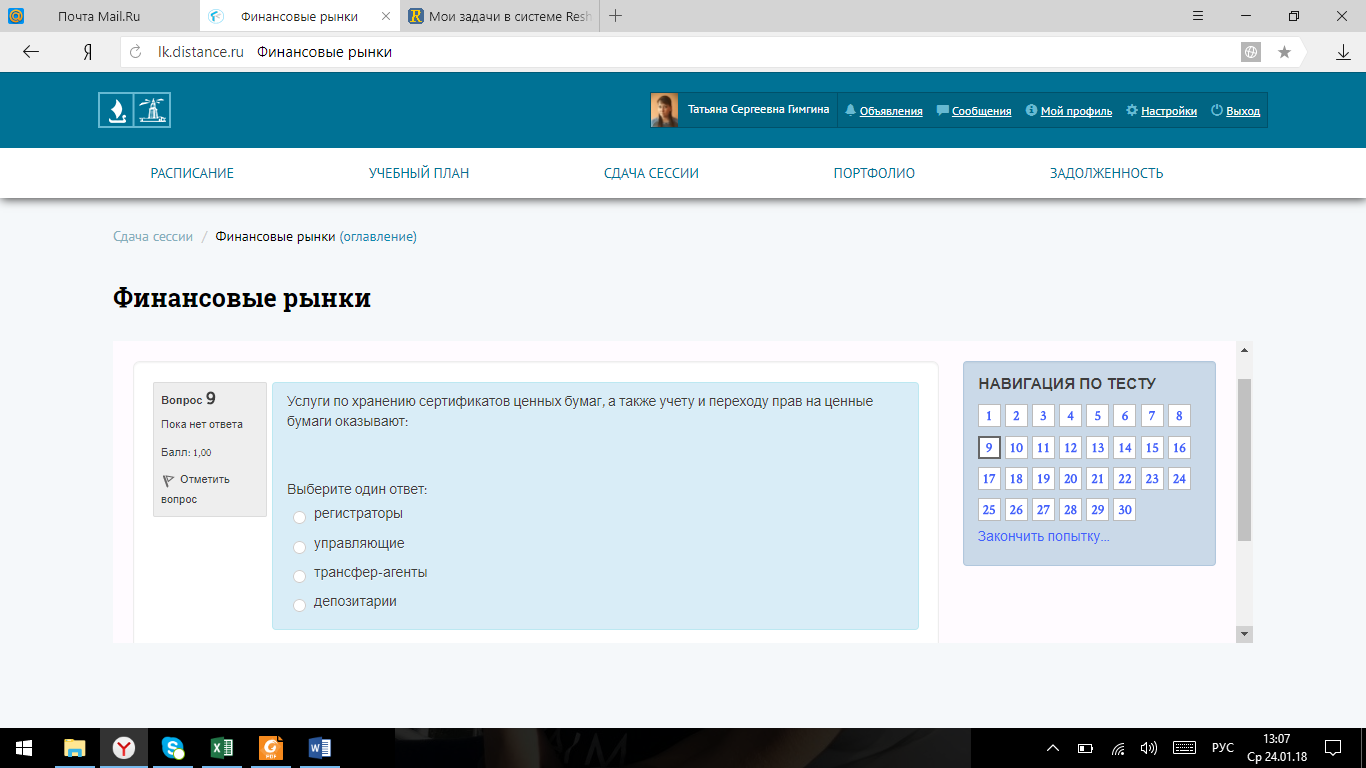 Почта Mail.Ru
Финансовые рынки
Мои задачи в системе Resh
Я
lk.distance.ru Финансовые рынки
Татьяна Сергеевна Гимгина
Объявления
Сообщения
Мой профиль
Настройки
Выход
РАСПИСАНИЕ
УЧЕБНЫЙ ПЛАН
СДАЧА СЕССИИ
ПОРТФОЛИО
ЗАДОЛЖЕННОСТЬ
Сдача сессии / Финансовые рынки (оглавление)
Финансовые рынки
Вопрос 9
Пока нет ответа
Балл: 1,00
Отметить
вопрос
Услуги по хранению сертификатов ценных бумаг, а также учету и переходу прав на ценные
бумаги оказывают:
Выберите один ответ:
регистраторы
управляющие
трансфер-агенты
депозитарии
НАВИГАЦИЯ ПО ТЕСТУ
1 2 3 4 5 6 7 8
9 10 11 12 13 14 15 16
17 18 19 20 21 22 23 24
25 26 27 28 29 30
Закончить попытку...
РУС
13:07
Ср 24.01.18